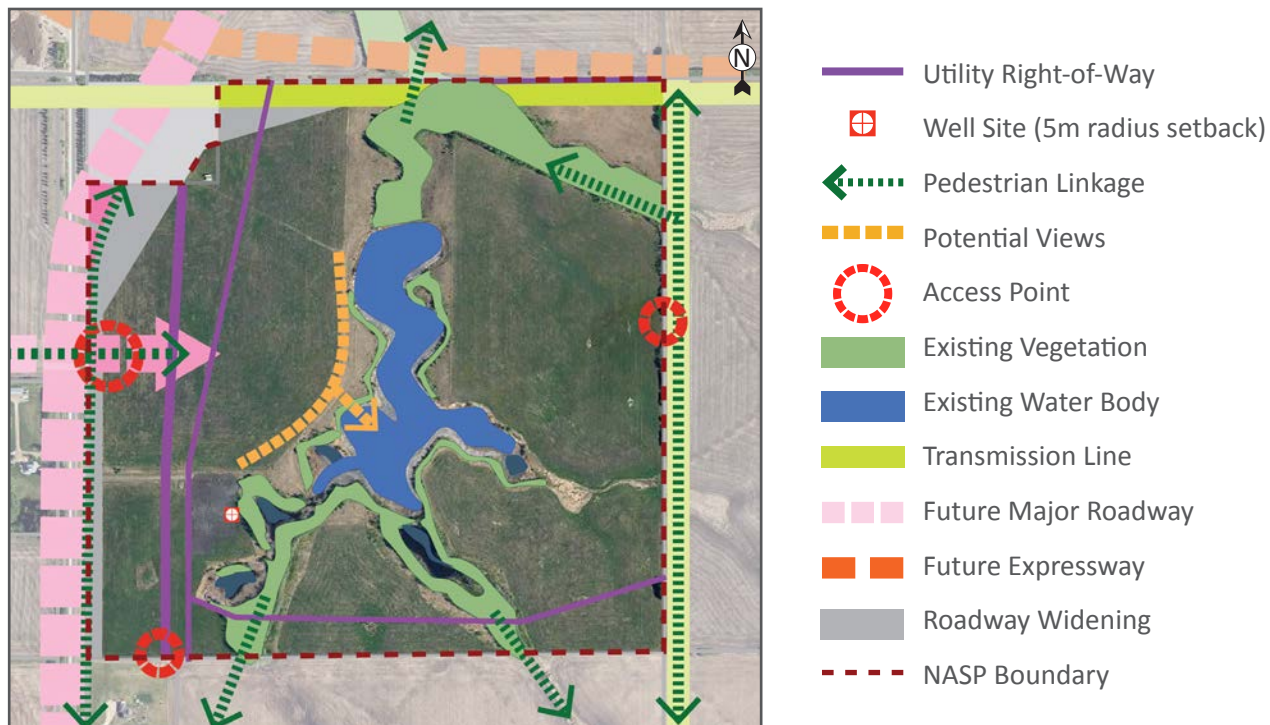 N
Utility Right-of-Way
Well Site (5m radius setback)
Pedestrian Linkage
Potential Views
Access Point
Existing Vegetation
Existing Water Body
Transmission Line
Future Major Roadway
Future Expressway
Roadway Widening
NASP Boundary